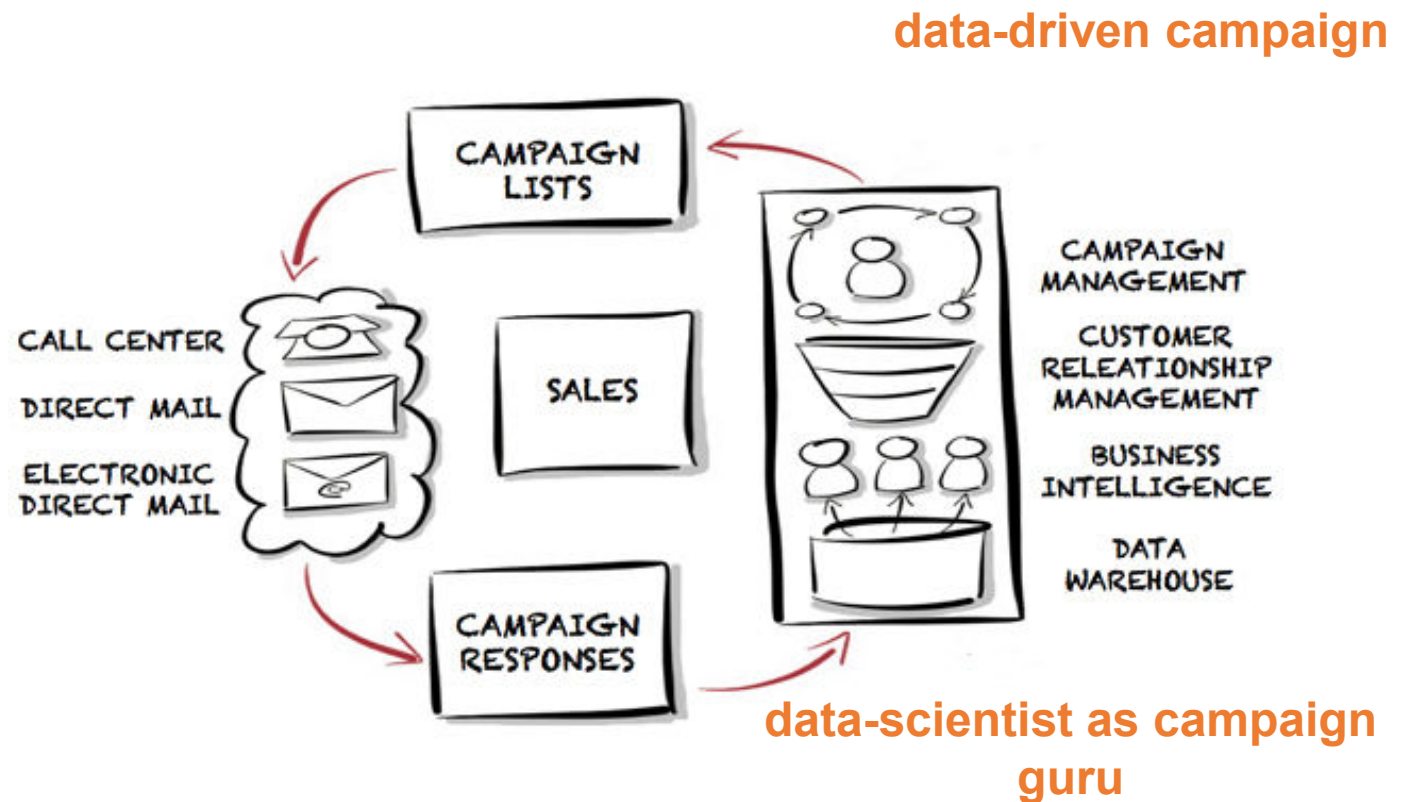 data-driven campaign
CAMPAIGN
LISTS
CAMPAIGN
MANAGEMENT
CALL CENTER
DIRECT MAIL
ELECTRONIC
DIRECT MAIL
SALES
CUSTOMER
RELEATIONSHIP
MANAGEMENT
BUSINESS
INTELLIGENCE
DATA
WAREHOUSE
CAMPAIGN
RESPONSES
data-scientist as campaign
guru